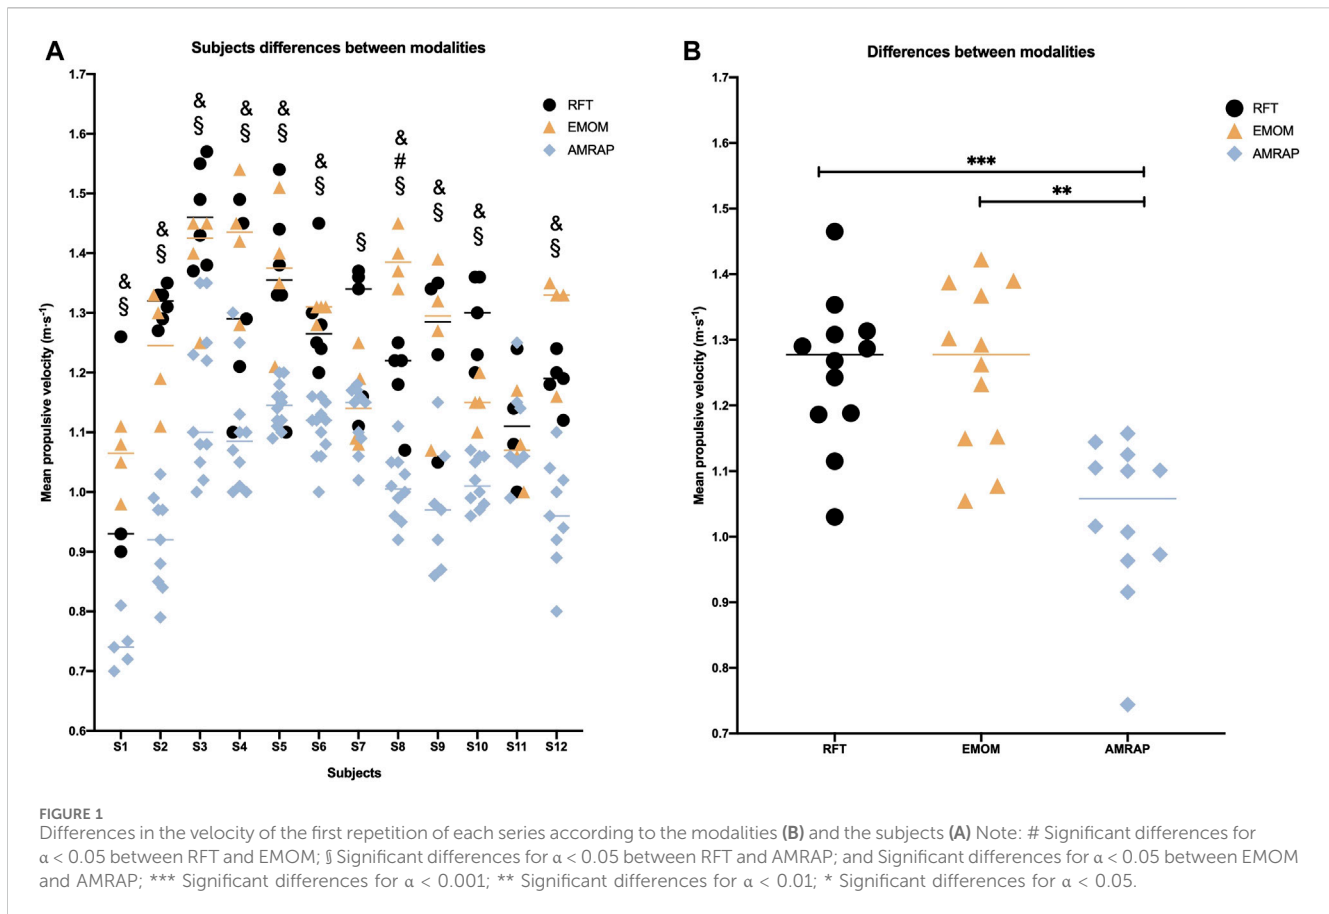 A
Subjects differences between modalities
Mean propulsive velocity (m·s⁻¹)
1.7
1.6
1.5
1.4
1.3
1.2
1.1
1.0
0.9
0.8
0.7
0.6
RFT
EMOM
AMRAP
&
§
&
§
&
§
&
§
&
§
&
§
§
&
#
§
&
§
&
§
&
§
S1 S2 S3 S4 S5 S6 S7 S8 S9 S10 S11 S12
Subjects
B
Differences between modalities
Mean propulsive velocity (m·s⁻¹)
1.7
1.6
1.5
1.4
1.3
1.2
1.1
1.0
0.9
0.8
0.7
RFT
EMOM
AMRAP
***
**
RFT EMOM AMRAP
FIGURE 1
Differences in the velocity of the first repetition of each series according to the modalities (B) and the subjects (A) Note: # Significant differences for
α < 0.05 between RFT and EMOM; § Significant differences for α < 0.05 between RFT and AMRAP; and Significant differences for α < 0.05 between EMOM
and AMRAP; *** Significant differences for α < 0.001; ** Significant differences for α < 0.01; * Significant differences for α < 0.05.